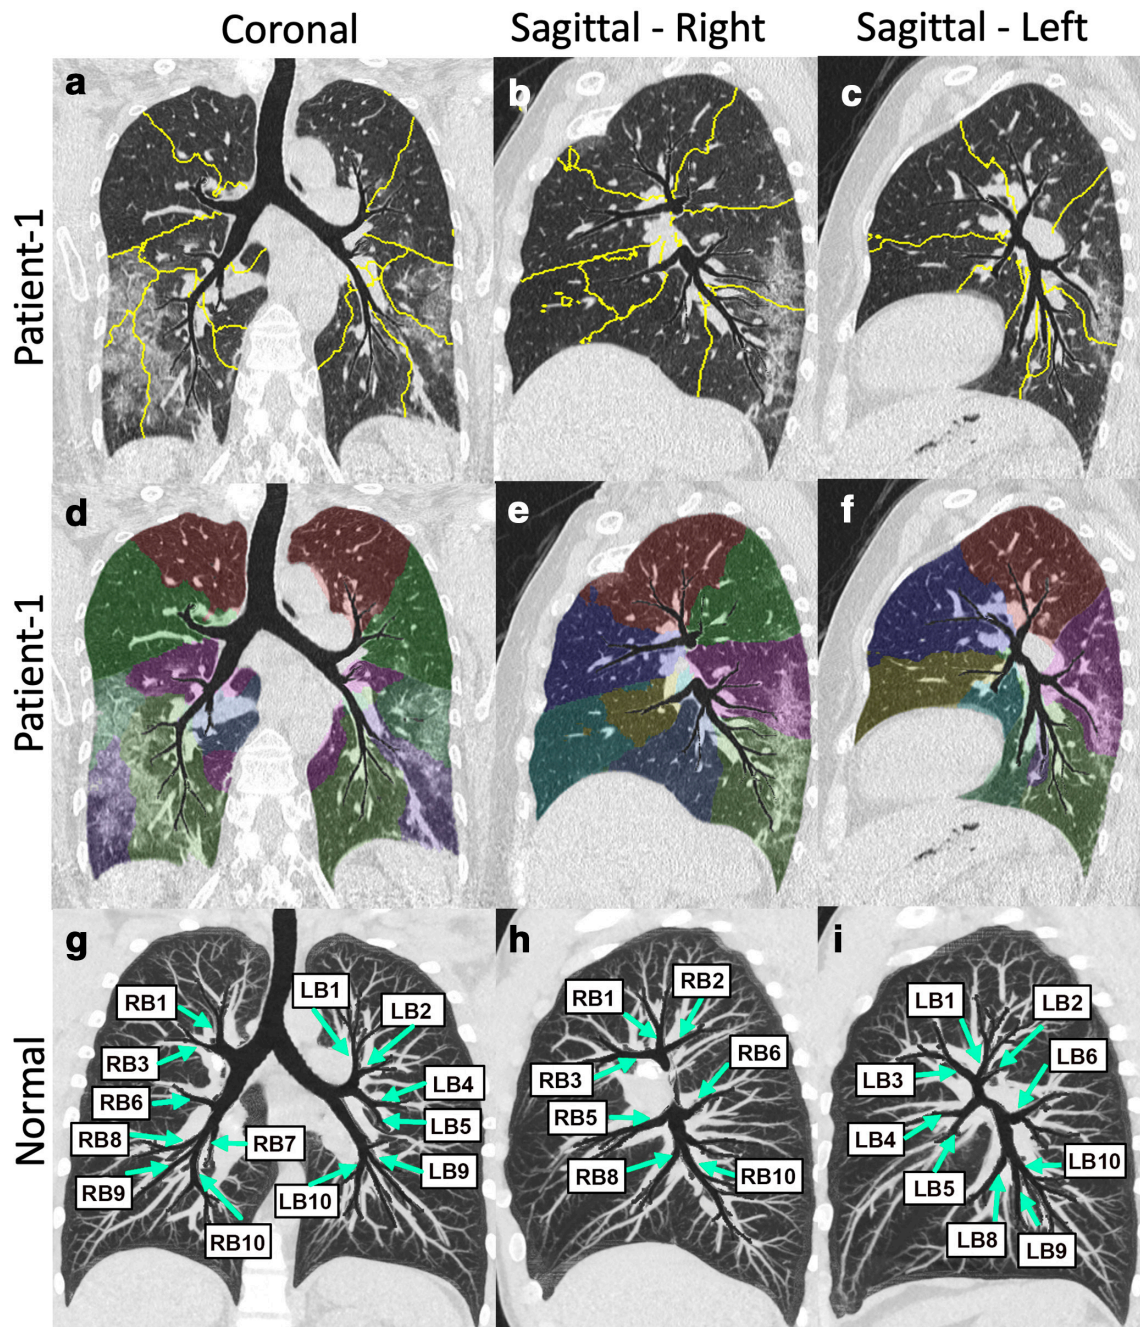 Coronal
Sagittal - Right
Sagittal - Left
Patient-1
a
b
c
Patient-1
d
e
f
Normal
g
h
i
RB1
RB3
RB6
RB8
RB9
RB10
RB7
LB1
LB2
LB4
LB5
LB9
LB10
RB1
RB2
RB3
RB6
RB5
RB8
RB10
LB1
LB2
LB3
LB6
LB4
LB5
LB10
LB8
LB9